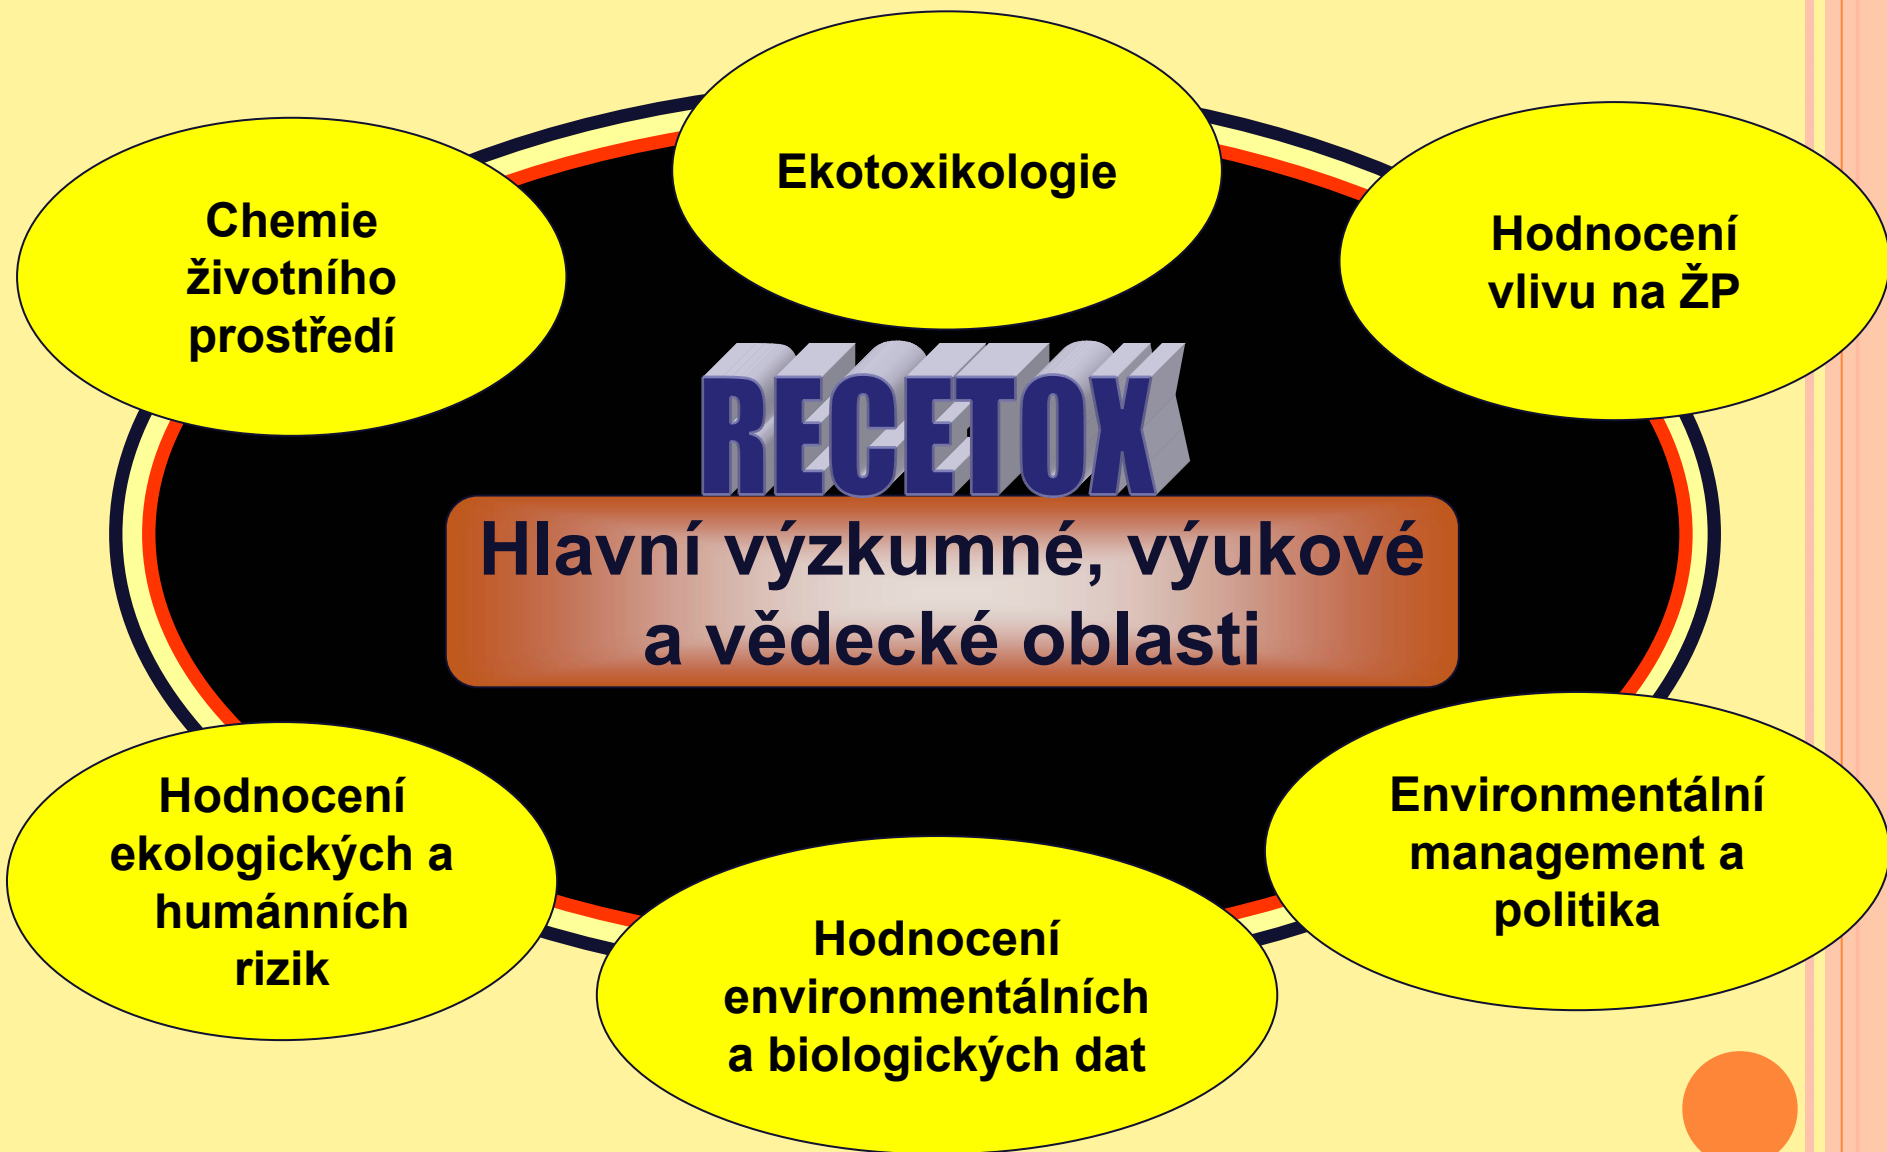 Ekotoxikologie
Chemie
životního
prostředí
Hodnocení
vlivu na ŽP
RECETOX
Hlavní výzkumné, výukové
a vědecké oblasti
Hodnocení
ekologických a
humánních
rizik
Hodnocení
environmentálních
a biologických dat
Environmentální
management a
politika